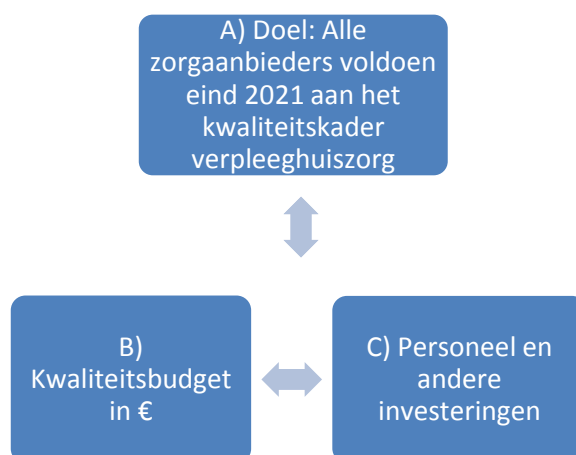 A) Doel: Alle
zorgaanbieders voldoen
eind 2021 aan het
kwaliteitskader
verpleeghuiszorg
B)
Kwaliteitsbudget
in €
C) Personeel en
andere
investeringen